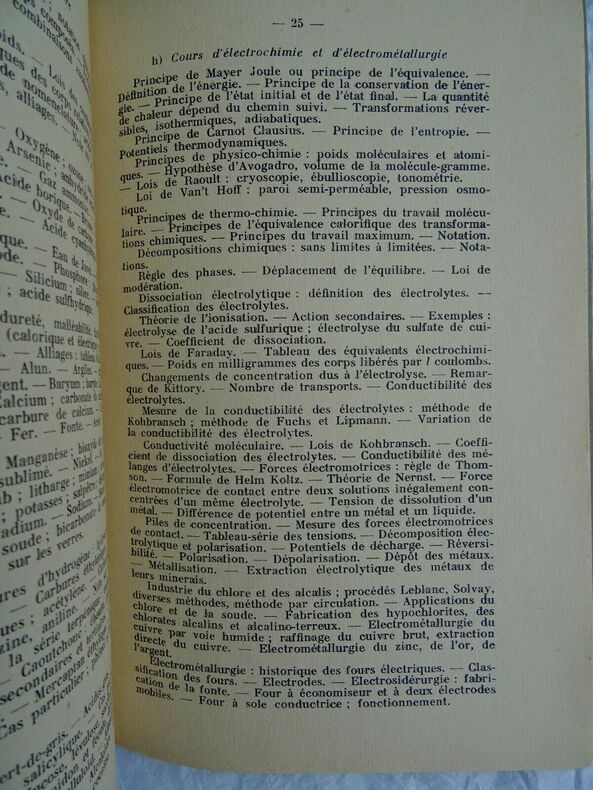 — 25 —
h) Cours d'électrochimie et d'électrométallurgie
Principe de Mayer Joule ou principe de l'équivalence. —
Définition de l'énergie. — Principe de la conservation de l'éner-
gie. — Principe de l'état initial et de l'état final. — La quantité
de chaleur dépend du chemin suivi. — Transformations réver-
sibles, isothermiques, adiabatiques.
Principe de Carnot Clausius. — Principe de l'entropie. —
Potentiels thermodynamiques.
Principes de physico-chimie : poids moléculaires et atomi-
ques. — Hypothèse d'Avogadro, volume de la molécule-gramme.
— Lois de Raoult : cryoscopie, ébullioscopie, tonométrie.
Loi de Van't Hoff : paroi semi-perméable, pression osmo-
tique.
Principes de thermo-chimie. — Principes du travail molécu-
laire. — Principes de l'équivalence calorifique des transforma-
tions chimiques. — Principes du travail maximum. — Notation.
Décompositions chimiques : sans limites à limitées. — Nota-
tions.
Règle des phases. — Déplacement de l'équilibre. — Loi de
modération.
Dissociation électrolytique : définition des électrolytes. —
Classification des électrolytes.
Théorie de l'ionisation. — Action secondaires. — Exemples :
électrolyse de l'acide sulfurique ; électrolyse du sulfate de cui-
vre. — Coefficient de dissociation.
Lois de Faraday. — Tableau des équivalents électrochimi-
ques. — Poids en milligrammes des corps libérés par l coulombs.
Changements de concentration dus à l'électrolyse. — Remar-
que de Kittory. — Nombre de transports. — Conductibilité des
électrolytes.
Mesure de la conductibilité des électrolytes : méthode de
Kohbransch ; méthode de Fuchs et Lipmann. — Variation de
la conductibilité des électrolytes.
Conductivité moléculaire. — Lois de Kohbransch. — Coeffi-
cient de dissociation des électrolytes. — Conductibilité des mé-
langes d'électrolytes. — Forces électromotrices : règle de Thom-
son. — Formule de Helm Koltz. — Théorie de Nernst. — Force
électromotrice de contact entre deux solutions inégalement con-
centrées d'un même électrolyte. — Tension de dissolution d'un
métal. — Différence de potentiel entre un métal et un liquide.
Piles de concentration. — Mesure des forces électromotrices
de contact. — Tableau-série des tensions. — Décomposition élec-
trolytique et polarisation. — Potentiels de décharge. — Réversi-
bilité. — Polarisation. — Dépolarisation. — Dépôt des métaux.
— Métallisation. — Extraction électrolytique des métaux de
leurs minerais.
Industrie du chlore et des alcalis ; procédés Leblanc, Solvay,
diverses méthodes, méthode par circulation. — Applications du
chlore et de la soude. — Fabrication des hypochlorites, des
chlorates alcalins et alcalino-terreux. — Electrométallurgie du
cuivre par voie humide ; raffinage du cuivre brut, extraction
directe du cuivre. — Electrométallurgie du zinc, de l'or, de
l'argent.
Electrométallurgie : historique des fours électriques. — Clas-
sification des fours. — Electrodes. — Electrosidérurgie : fabri-
cation de la fonte. — Four à économiseur et à deux électrodes
mobiles. — Four à sole conductrice ; fonctionnement.